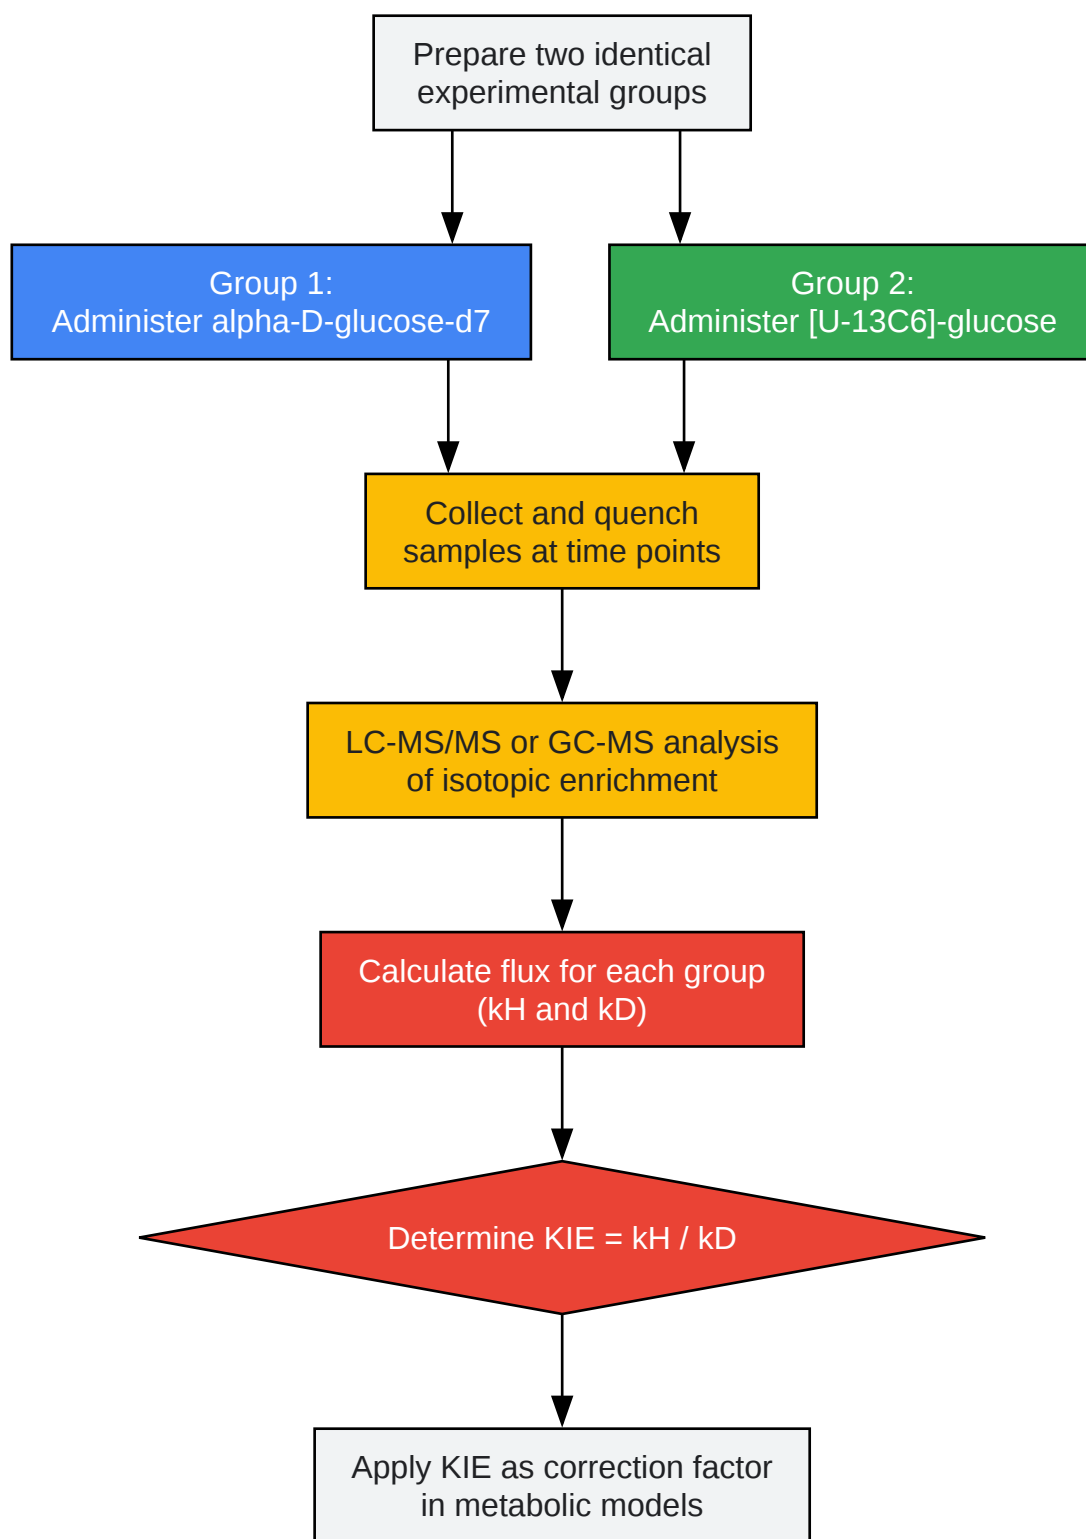 Prepare two identical
experimental groups
Group 1:
Administer alpha-D-glucose-d7
Group 2:
Administer [U-13C6]-glucose
Collect and quench
samples at time points
LC-MS/MS or GC-MS analysis
of isotopic enrichment
Calculate flux for each group
(kH and kD)
Determine KIE = kH / kD
Apply KIE as correction factor
in metabolic models